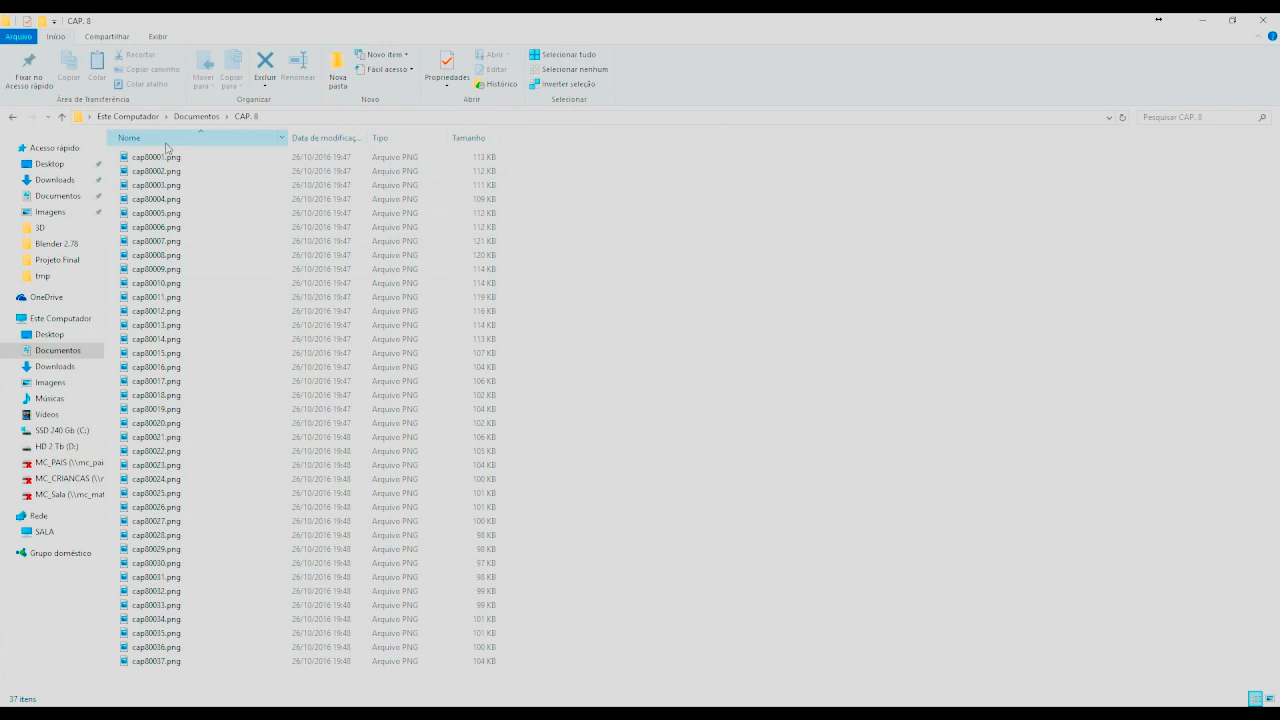 CAP. 8
Arquivo Início Compartilhar Exibir
Fixar no Acesso rápido
Copiar
Colar
Recortar
Copiar caminho
Colar atalho
Área de Transferência
Mover para
Copiar para
Excluir
Renomear
Organizar
Nova pasta
Novo item
Fácil acesso
Novo
Propriedades
Abrir
Editar
Histórico
Abrir
Selecionar tudo
Selecionar nenhum
Inverter seleção
Selecionar
Este Computador > Documentos > CAP. 8
Pesquisar CAP. 8
Acesso rápido
Desktop
Downloads
Documentos
Imagens
3D
Blender 2.78
Projeto Final
tmp
OneDrive
Este Computador
Desktop
Documentos
Downloads
Imagens
Músicas
Vídeos
SSD 240 Gb (C:)
HD 2 Tb (D:)
MC_PAIS (\\mc_pai
MC_CRIANCAS (\\r
MC_Sala (\\mc_mat
Rede
SALA
Grupo doméstico
Nome Data de modificaç... Tipo Tamanho
cap80001.png 26/10/2016 19:47 Arquivo PNG 113 KB
cap80002.png 26/10/2016 19:47 Arquivo PNG 112 KB
cap80003.png 26/10/2016 19:47 Arquivo PNG 111 KB
cap80004.png 26/10/2016 19:47 Arquivo PNG 109 KB
cap80005.png 26/10/2016 19:47 Arquivo PNG 112 KB
cap80006.png 26/10/2016 19:47 Arquivo PNG 112 KB
cap80007.png 26/10/2016 19:47 Arquivo PNG 121 KB
cap80008.png 26/10/2016 19:47 Arquivo PNG 120 KB
cap80009.png 26/10/2016 19:47 Arquivo PNG 114 KB
cap80010.png 26/10/2016 19:47 Arquivo PNG 114 KB
cap80011.png 26/10/2016 19:47 Arquivo PNG 119 KB
cap80012.png 26/10/2016 19:47 Arquivo PNG 116 KB
cap80013.png 26/10/2016 19:47 Arquivo PNG 114 KB
cap80014.png 26/10/2016 19:47 Arquivo PNG 113 KB
cap80015.png 26/10/2016 19:47 Arquivo PNG 107 KB
cap80016.png 26/10/2016 19:47 Arquivo PNG 104 KB
cap80017.png 26/10/2016 19:47 Arquivo PNG 106 KB
cap80018.png 26/10/2016 19:47 Arquivo PNG 102 KB
cap80019.png 26/10/2016 19:47 Arquivo PNG 104 KB
cap80020.png 26/10/2016 19:47 Arquivo PNG 102 KB
cap80021.png 26/10/2016 19:48 Arquivo PNG 106 KB
cap80022.png 26/10/2016 19:48 Arquivo PNG 105 KB
cap80023.png 26/10/2016 19:48 Arquivo PNG 104 KB
cap80024.png 26/10/2016 19:48 Arquivo PNG 100 KB
cap80025.png 26/10/2016 19:48 Arquivo PNG 101 KB
cap80026.png 26/10/2016 19:48 Arquivo PNG 101 KB
cap80027.png 26/10/2016 19:48 Arquivo PNG 100 KB
cap80028.png 26/10/2016 19:48 Arquivo PNG 98 KB
cap80029.png 26/10/2016 19:48 Arquivo PNG 98 KB
cap80030.png 26/10/2016 19:48 Arquivo PNG 97 KB
cap80031.png 26/10/2016 19:48 Arquivo PNG 98 KB
cap80032.png 26/10/2016 19:48 Arquivo PNG 99 KB
cap80033.png 26/10/2016 19:48 Arquivo PNG 99 KB
cap80034.png 26/10/2016 19:48 Arquivo PNG 101 KB
cap80035.png 26/10/2016 19:48 Arquivo PNG 101 KB
cap80036.png 26/10/2016 19:48 Arquivo PNG 100 KB
cap80037.png 26/10/2016 19:48 Arquivo PNG 104 KB
37 itens